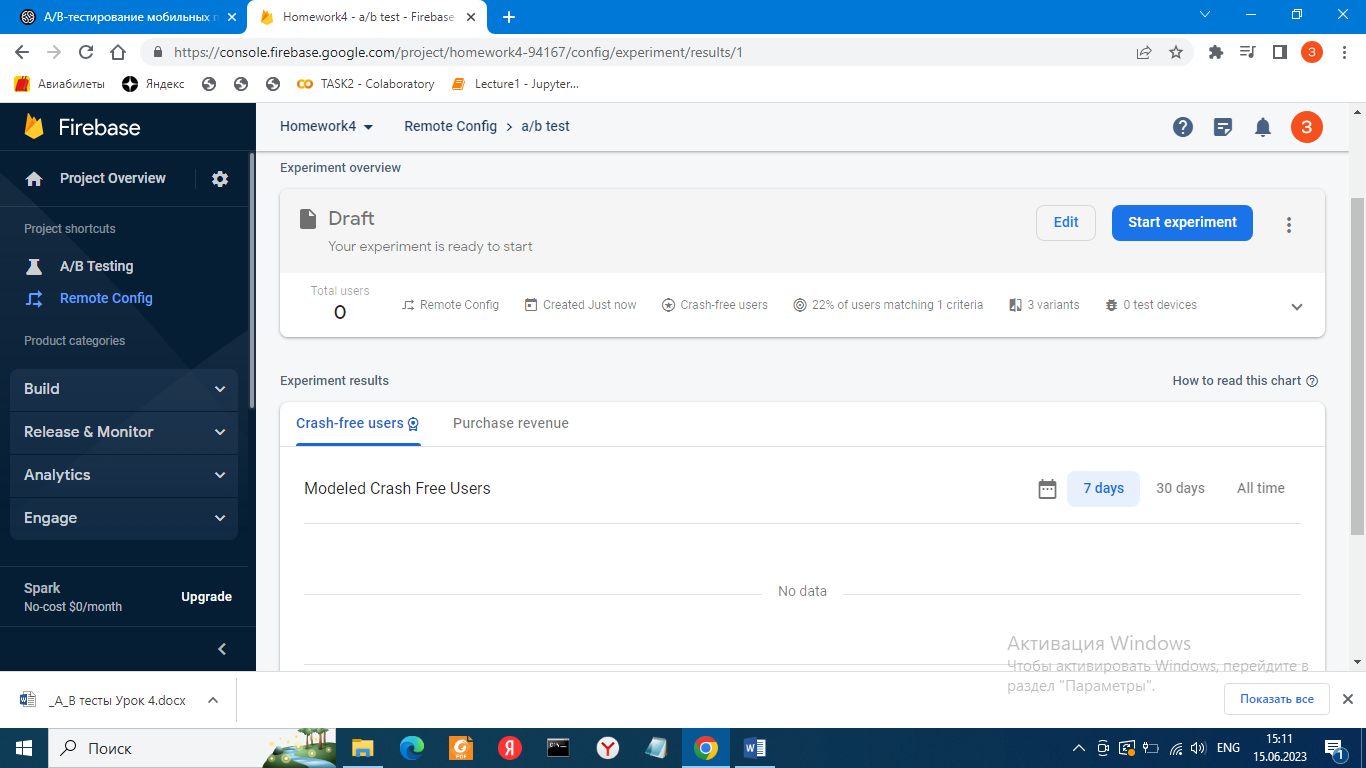 А/В-тестирование мобильных п
Homework4 - a/b test - Firebase
https://console.firebase.google.com/project/homework4-94167/config/experiment/results/1
3
Авиабилеты
Яндекс
TASK2 - Colaboratory
Lecture1 - Jupyter...
Firebase
Homework4
Remote Config > a/b test
3
Project Overview
Project shortcuts
A/B Testing
Remote Config
Product categories
Build
Release & Monitor
Analytics
Engage
Spark
No-cost $0/month
Upgrade
Experiment overview
Draft
Your experiment is ready to start
Edit
Start experiment
Total users
0
Remote Config
Created Just now
Crash-free users
22% of users matching 1 criteria
3 variants
0 test devices
Experiment results
How to read this chart
Crash-free users
Purchase revenue
Modeled Crash Free Users
7 days
30 days
All time
No data
Активация Windows
Чтобы активировать Windows, перейдите в
раздел "Параметры".
_A_B тесты Урок 4.docx
Показать все
Поиск
ENG
15:11
15.06.2023
1